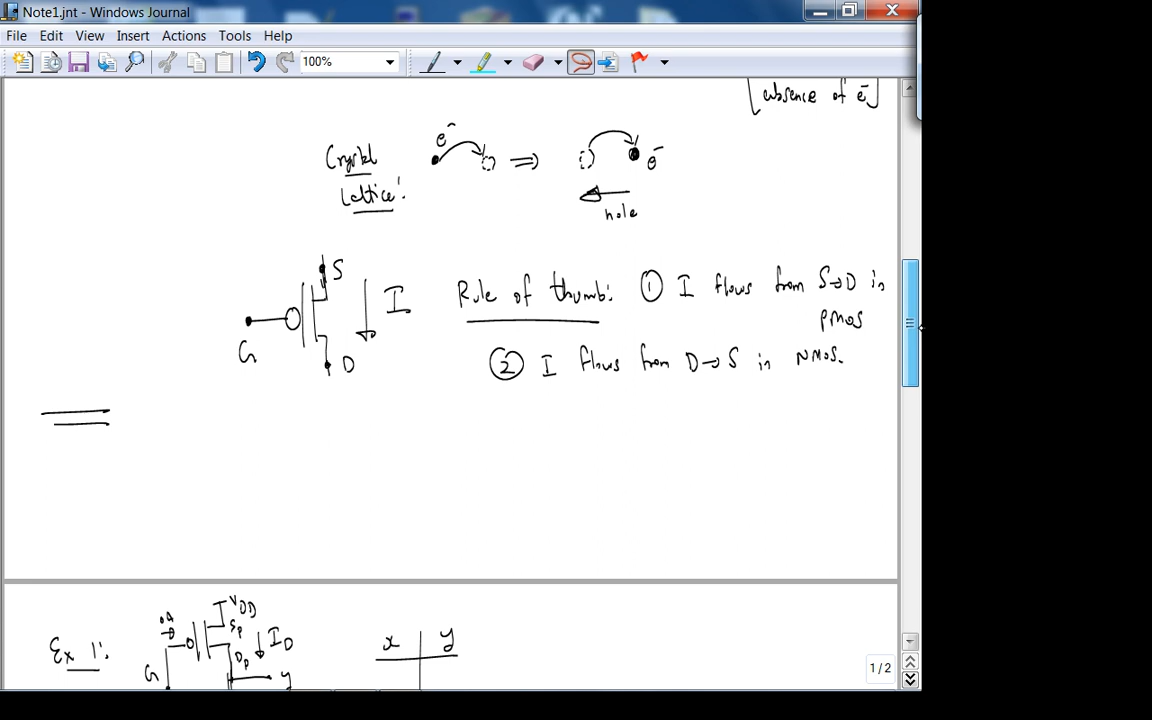 Note1.jnt - Windows Journal
File Edit View Insert Actions Tools Help
100%
[absence of e-]
Crystal
Lattice:
e-
⇒
e-
hole
S
I
G
D
Rule of thumb: ① I flows from S→D in
PMOS
② I flows from D→S in NMOS.
1 / 2
Ex 1:
VDD
Sp
ID
Dp
G
y
x | y